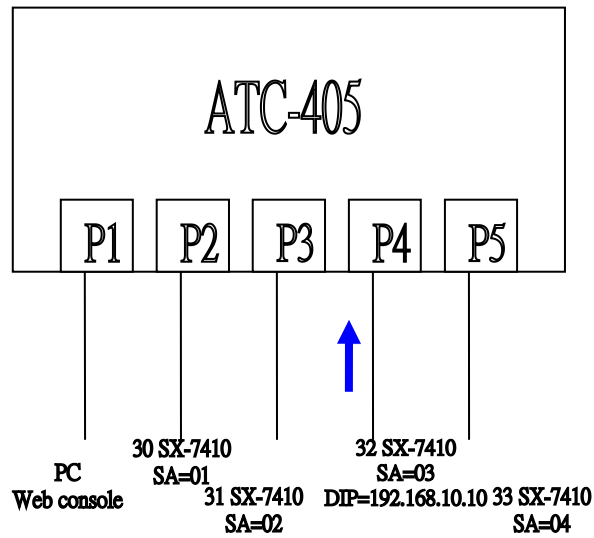 ATC-405
P1
P2
P3
P4
P5
PC
Web console
30 SX-7410
SA=01
31 SX-7410
SA=02
32 SX-7410
SA=03
DIP=192.168.10.10
33 SX-7410
SA=04